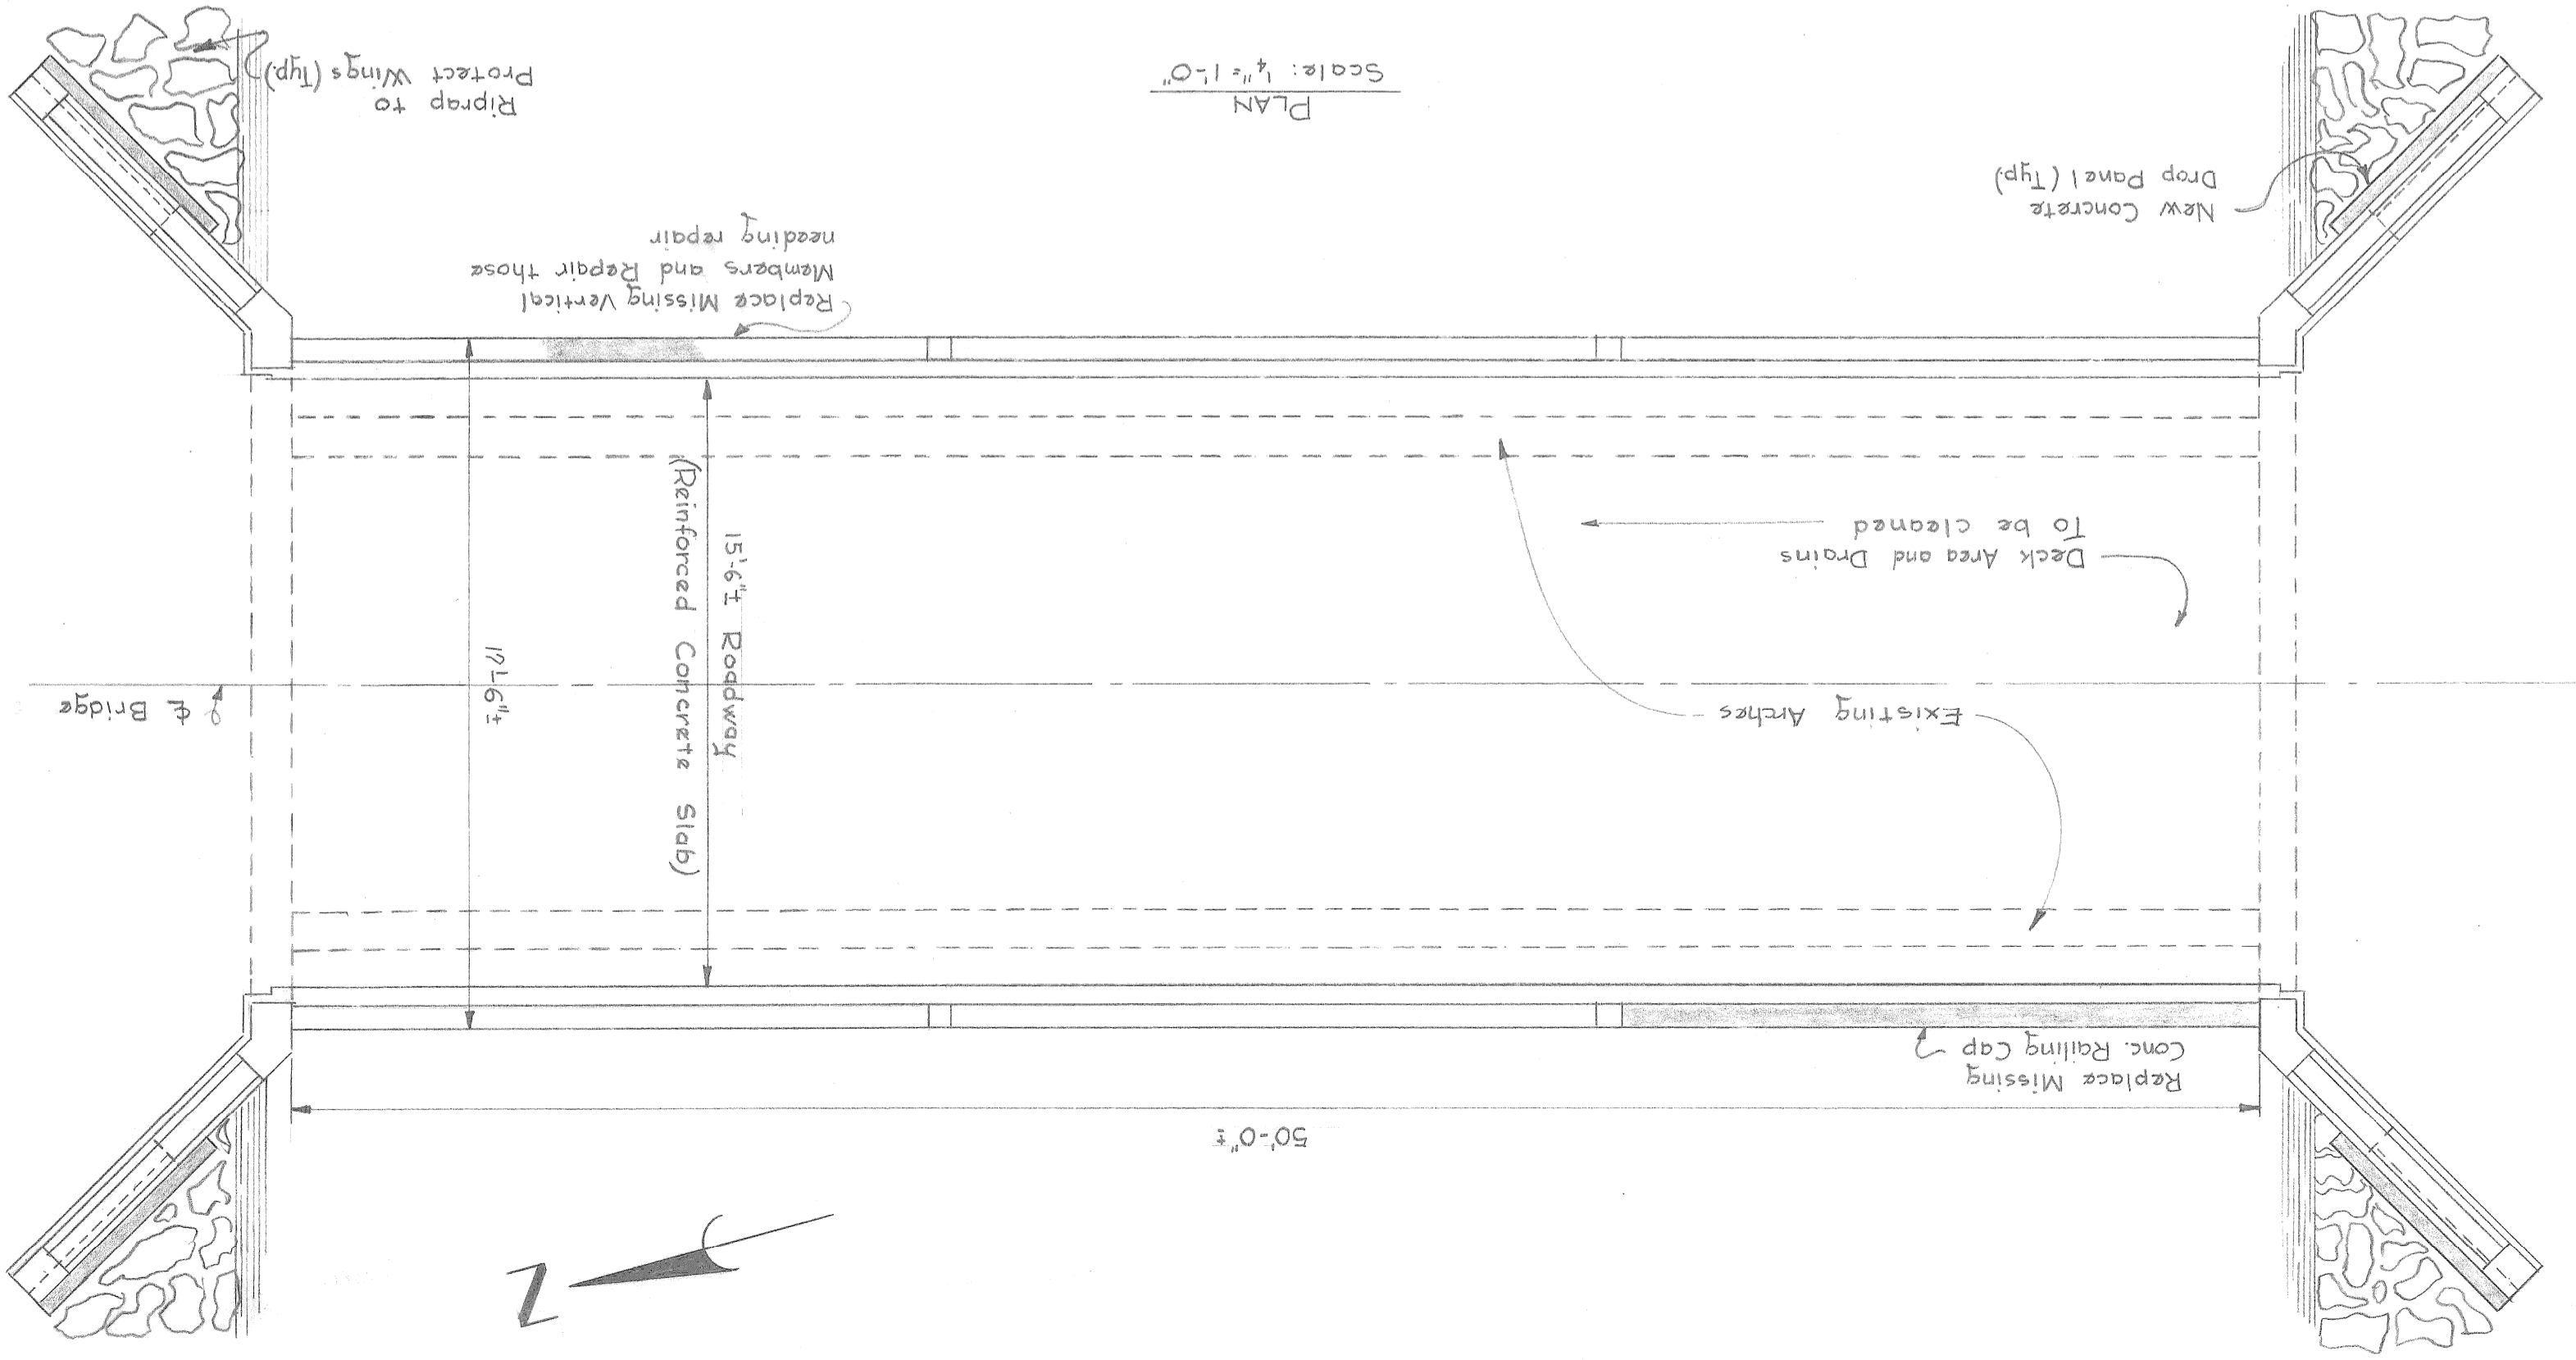 N
50'-0"±
Replace Missing
Conc. Railing Cap
Existing Arches
℄ Bridge
17'-6"±
15'-6"± Roadway
(Reinforced Concrete Slab)
Deck Area and Drains
To be cleaned
Replace Missing Vertical
Members and Repair those
needing repair
New Concrete
Drop Panel (Typ.)
Riprap to
Protect Wings (Typ.)
PLAN
Scale: 1/4"=1'-0"